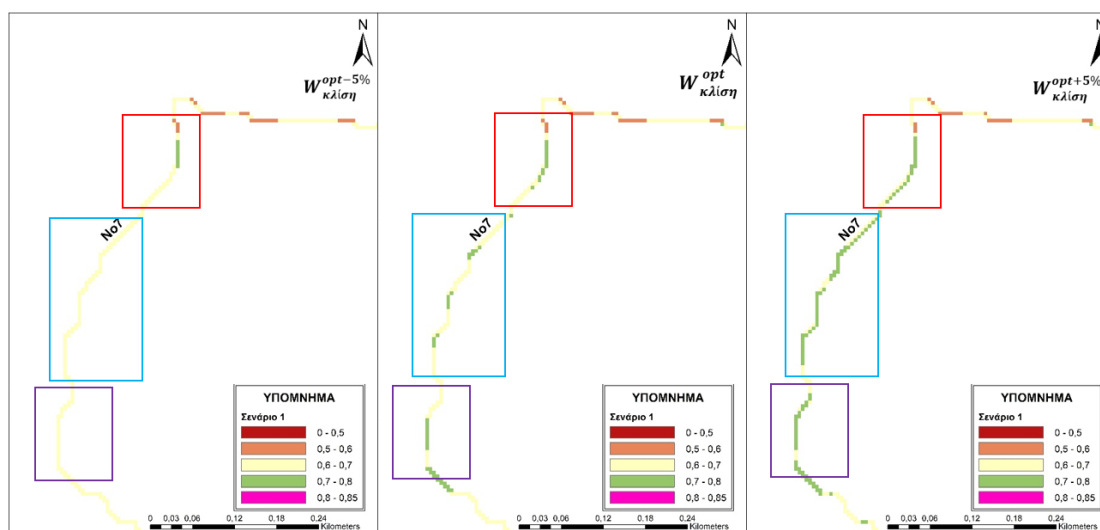 N
W^{opt-5%}_{κλίση}
No7
ΥΠΟΜΝΗΜΑ
Σενάριο 1
0 - 0,5
0,5 - 0,6
0,6 - 0,7
0,7 - 0,8
0,8 - 0,85
0 0,03 0,06 0,12 0,18 0,24
Kilometers
N
W^{opt}_{κλίση}
No7
ΥΠΟΜΝΗΜΑ
Σενάριο 1
0 - 0,5
0,5 - 0,6
0,6 - 0,7
0,7 - 0,8
0,8 - 0,85
0 0,03 0,06 0,12 0,18 0,24
Kilometers
N
W^{opt+5%}_{κλίση}
No7
ΥΠΟΜΝΗΜΑ
Σενάριο 1
0 - 0,5
0,5 - 0,6
0,6 - 0,7
0,7 - 0,8
0,8 - 0,85
0 0,03 0,06 0,12 0,18 0,24
Kilometers